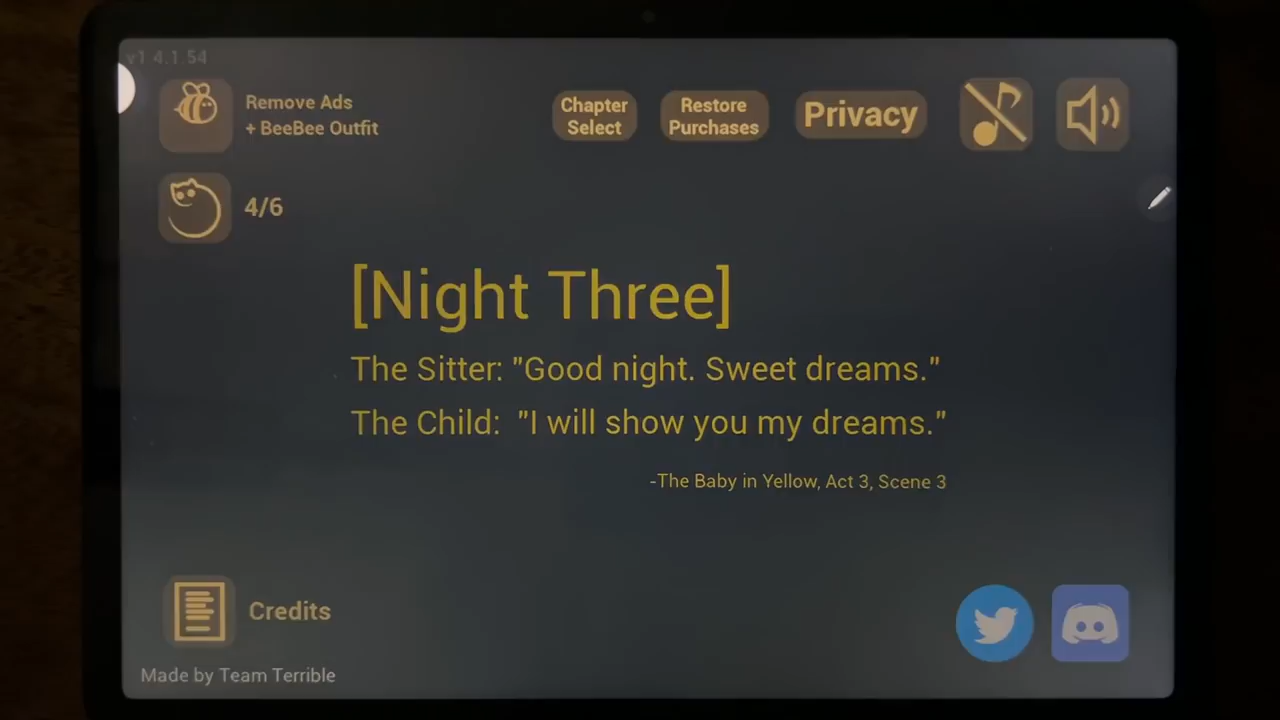 v1.4.1.54
Remove Ads
+ BeeBee Outfit
Chapter
Select
Restore
Purchases
Privacy
4/6
[Night Three]
The Sitter: "Good night. Sweet dreams."
The Child: "I will show you my dreams."
-The Baby in Yellow, Act 3, Scene 3
Credits
Made by Team Terrible